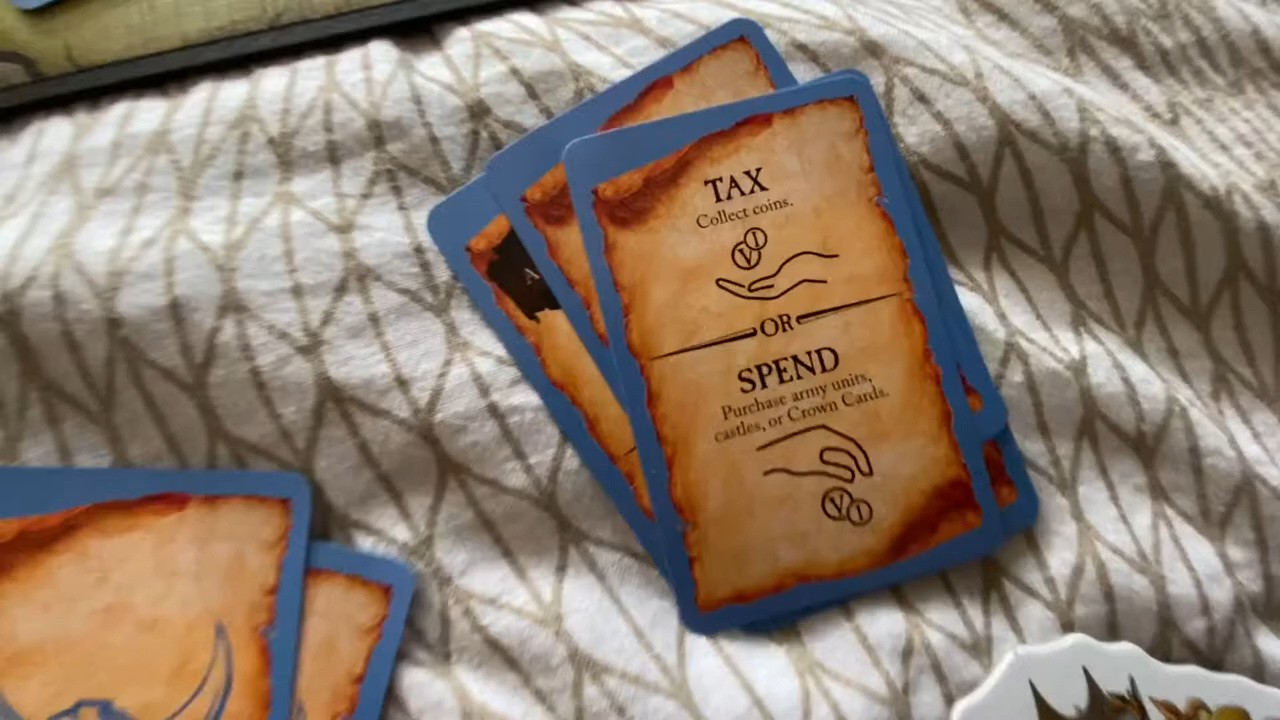 TAX
Collect coins.
V I
OR
SPEND
Purchase army units,
castles, or Crown Cards.
V I